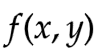 f(x, y)